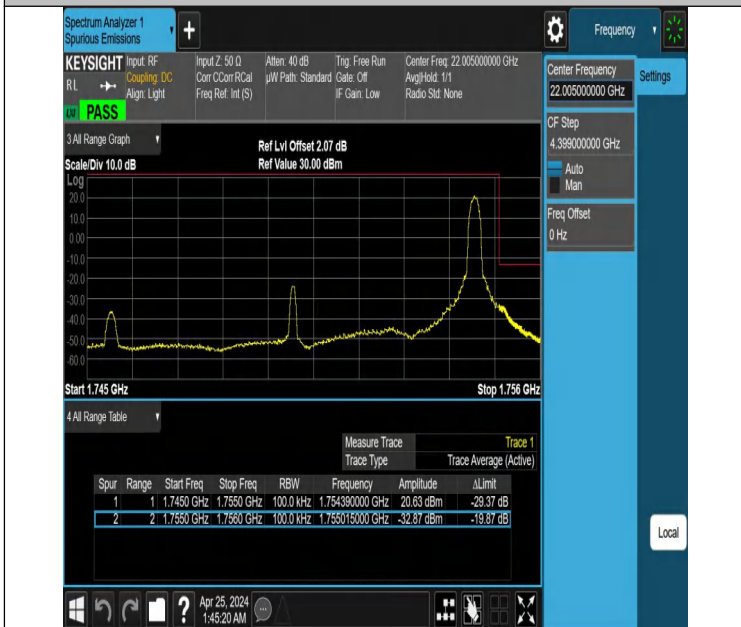 Spectrum Analyzer 1
Spurious Emissions
+
Frequency
KEYSIGHT Input: RF Input Z: 50 Ω Atten: 40 dB Trig: Free Run Center Freq: 22.005000000 GHz
RL Coupling: DC Corr CCorr RCal µW Path: Standard Gate: Off Avg|Hold: 1/1
Align: Light Freq Ref: Int (S) IF Gain: Low Radio Std: None
PASS
Center Frequency
22.005000000 GHz
Settings
CF Step
4.399000000 GHz
Auto
Man
Freq Offset
0 Hz
3 All Range Graph
Ref Lvl Offset 2.07 dB
Scale/Div 10.0 dB Ref Value 30.00 dBm
Log
20.0
10.0
0.00
-10.0
-20.0
-30.0
-40.0
-50.0
-60.0
Start 1.745 GHz Stop 1.756 GHz
4 All Range Table
Measure Trace Trace 1
Trace Type Trace Average (Active)
Spur Range Start Freq Stop Freq RBW Frequency Amplitude ΔLimit
1 1 1.7450 GHz 1.7550 GHz 100.0 kHz 1.754390000 GHz 20.63 dBm -29.37 dB
2 2 1.7550 GHz 1.7560 GHz 100.0 kHz 1.755015000 GHz -32.87 dBm -19.87 dB
Local
?
Apr 25, 2024
1:45:20 AM